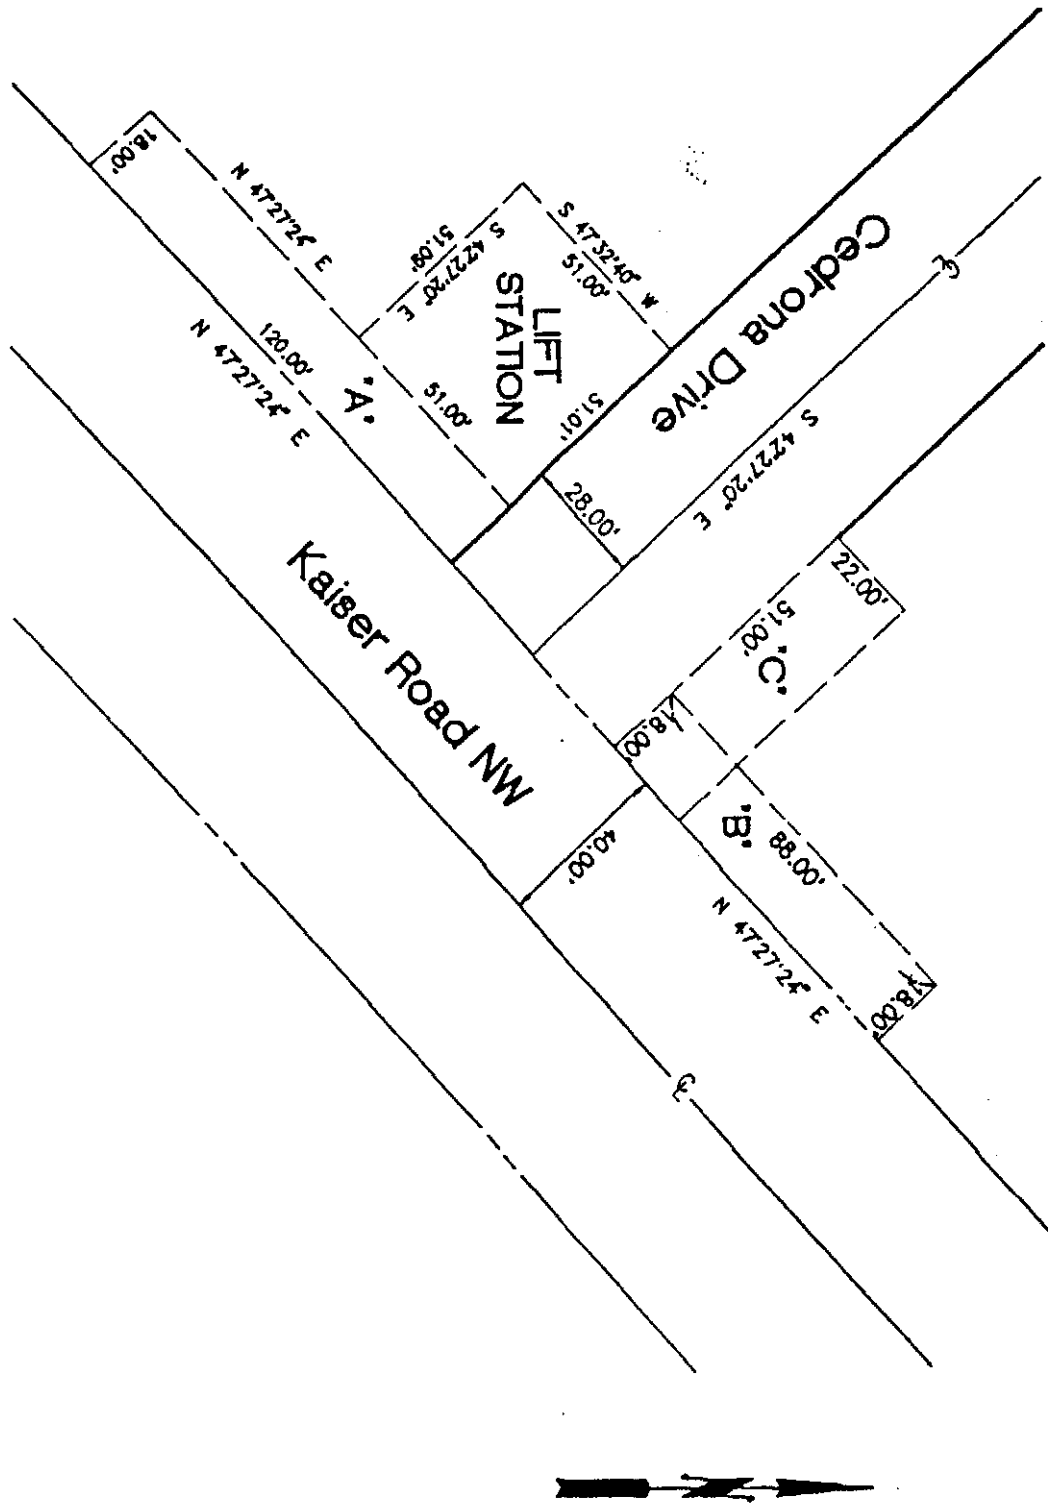 Cedrona Drive
℄
S 42°27'20" E
28.00'
S 47°32'40" W
51.00'
S 42°27'20" E
51.09'
LIFT
STATION
51.01'
51.00'
18.00'
N 47°27'24" E
120.00'
N 47°27'24" E
"A"
Kaiser Road NW
22.00'
51.00'
"C"
18.00'
"B"
88.00'
40.00'
N 47°27'24" E
18.00'
℄
N